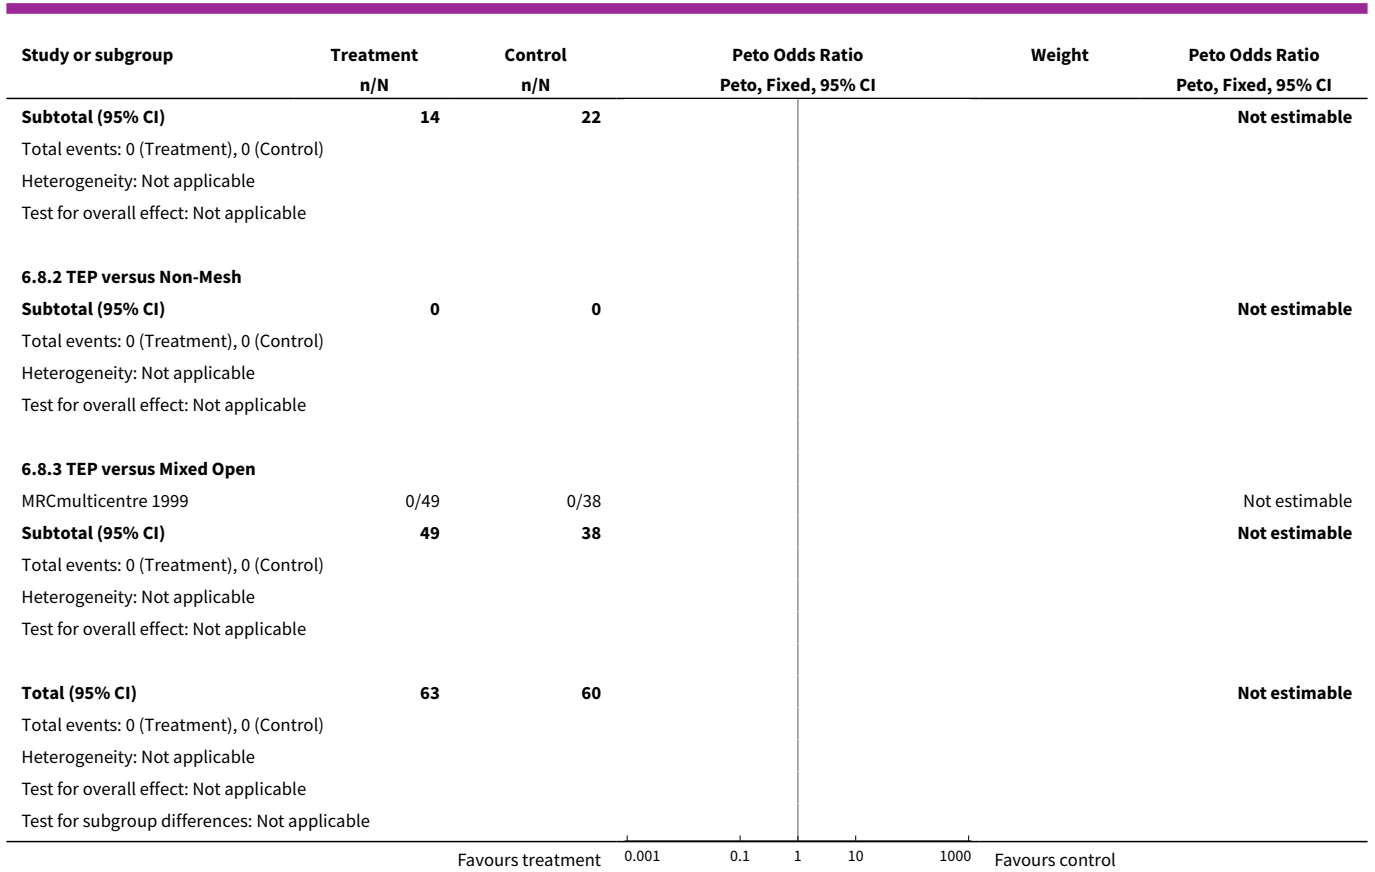 Study or subgroup Treatment Control Peto Odds Ratio Weight Peto Odds Ratio
n/N n/N Peto, Fixed, 95% CI Peto, Fixed, 95% CI
Subtotal (95% CI) 14 22 Not estimable
Total events: 0 (Treatment), 0 (Control)
Heterogeneity: Not applicable
Test for overall effect: Not applicable
6.8.2 TEP versus Non-Mesh
Subtotal (95% CI) 0 0 Not estimable
Total events: 0 (Treatment), 0 (Control)
Heterogeneity: Not applicable
Test for overall effect: Not applicable
6.8.3 TEP versus Mixed Open
MRCmulticentre 1999 0/49 0/38 Not estimable
Subtotal (95% CI) 49 38 Not estimable
Total events: 0 (Treatment), 0 (Control)
Heterogeneity: Not applicable
Test for overall effect: Not applicable
Total (95% CI) 63 60 Not estimable
Total events: 0 (Treatment), 0 (Control)
Heterogeneity: Not applicable
Test for overall effect: Not applicable
Test for subgroup differences: Not applicable
Favours treatment 0.001 0.1 1 10 1000 Favours control